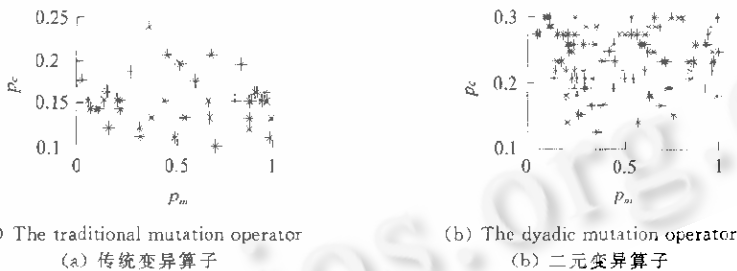 0.25
0.2
0.15
0.1
p_c
0
0.5
1
p_m
0.3
0.2
0.1
p_c
0
0.5
1
p_m
) The traditional mutation operator
(a) 传统变异算子
(b) The dyadic mutation operator
(b) 二元变异算子